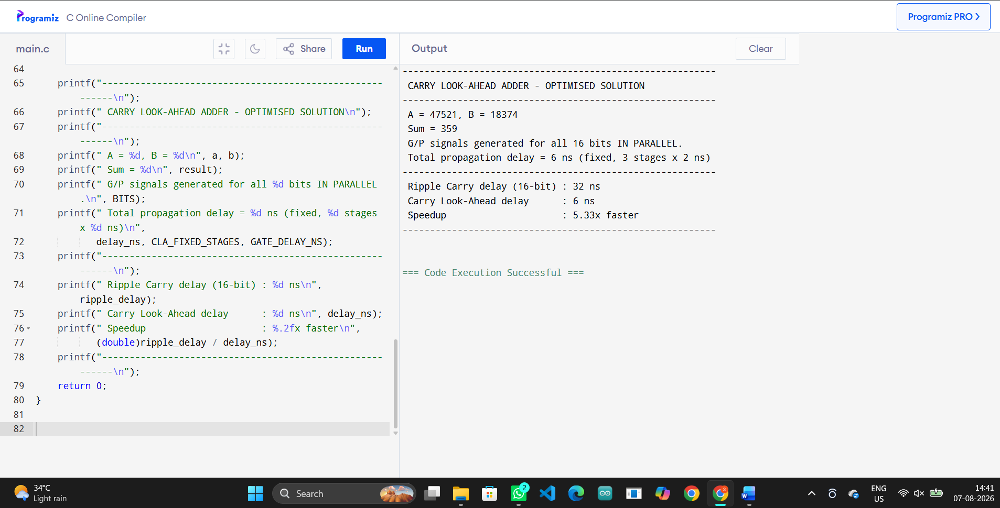 Programiz C Online Compiler
Programiz PRO
main.c
Share
Run
Output
Clear
64
65 printf("---------------------------------------------------
------\n");
66 printf(" CARRY LOOK-AHEAD ADDER - OPTIMISED SOLUTION\n");
67 printf("---------------------------------------------------
------\n");
68 printf(" A = %d, B = %d\n", a, b);
69 printf(" Sum = %d\n", result);
70 printf(" G/P signals generated for all %d bits IN PARALLEL
.\n", BITS);
71 printf(" Total propagation delay = %d ns (fixed, %d stages
x %d ns)\n",
72 delay_ns, CLA_FIXED_STAGES, GATE_DELAY_NS);
73 printf("---------------------------------------------------
------\n");
74 printf(" Ripple Carry delay (16-bit) : %d ns\n",
ripple_delay);
75 printf(" Carry Look-Ahead delay      : %d ns\n", delay_ns);
76 printf(" Speedup                     : %.2fx faster\n",
77 (double)ripple_delay / delay_ns);
78 printf("---------------------------------------------------
------\n");
79 return 0;
80 }
81
82
---------------------------------------------------------
CARRY LOOK-AHEAD ADDER - OPTIMISED SOLUTION
---------------------------------------------------------
A = 47521, B = 18374
Sum = 359
G/P signals generated for all 16 bits IN PARALLEL.
Total propagation delay = 6 ns (fixed, 3 stages x 2 ns)
---------------------------------------------------------
Ripple Carry delay (16-bit) : 32 ns
Carry Look-Ahead delay      : 6 ns
Speedup                     : 5.33x faster
---------------------------------------------------------
=== Code Execution Successful ===
34°C
Light rain
Search
2
ENG
US
14:41
07-08-2026